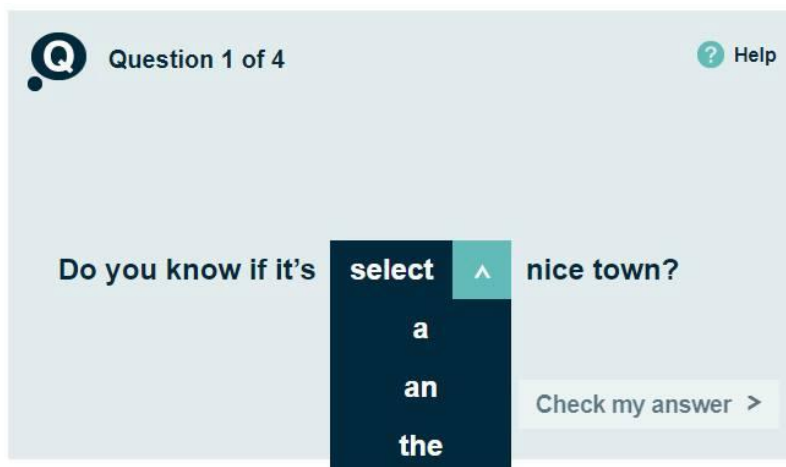 Q Question 1 of 4
? Help
Do you know if it's select ^ nice town?
a
an
the
Check my answer >